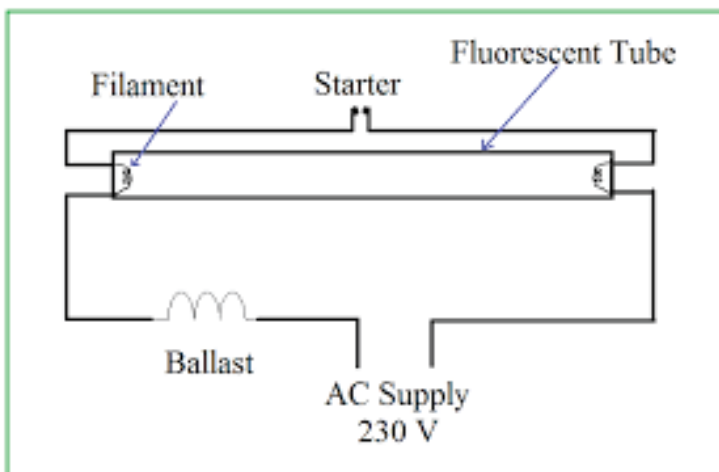 Fluorescent Tube
Filament
Starter
Ballast
AC Supply
230 V